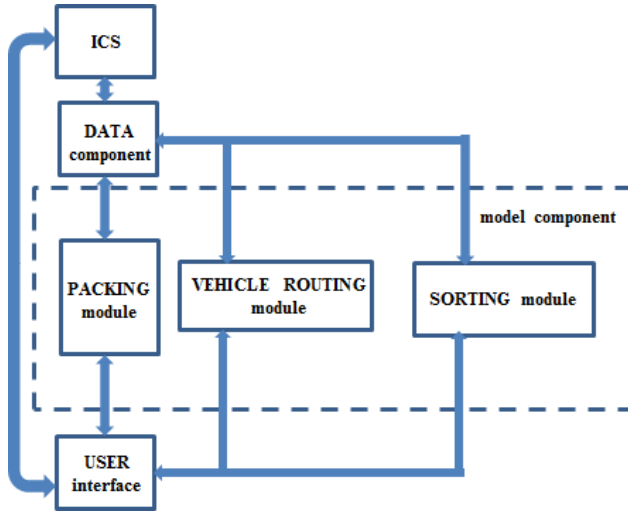 ICS
DATA
component
model component
PACKING
module
VEHICLE ROUTING
module
SORTING module
USER
interface